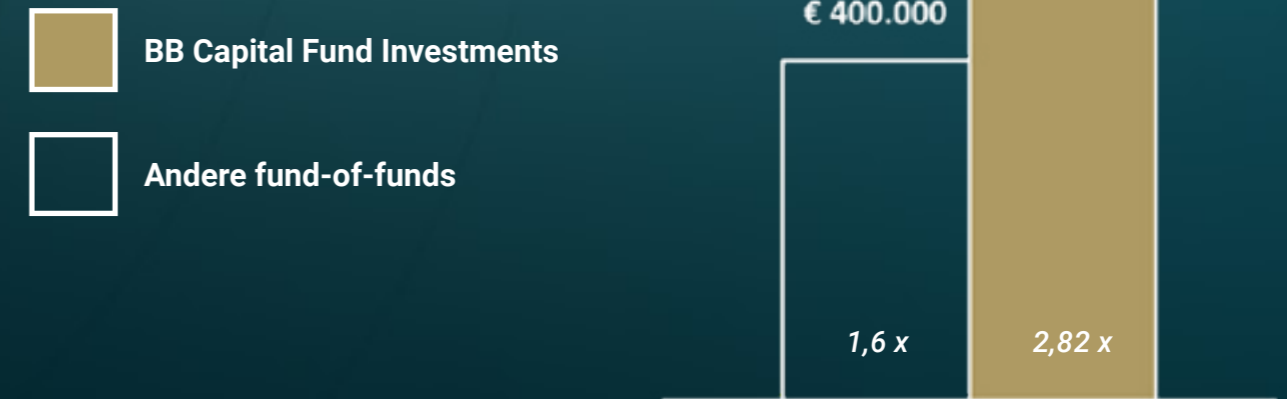 € 400.000
BB Capital Fund Investments
Andere fund-of-funds
1,6 x
2,82 x